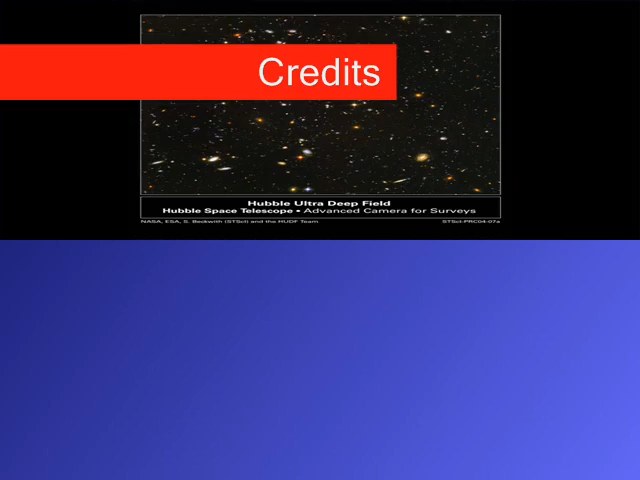 Credits
Hubble Ultra Deep Field
Hubble Space Telescope • Advanced Camera for Surveys
NASA, ESA, S. Beckwith (STScI) and the HUDF Team STScI-PRC04-07a